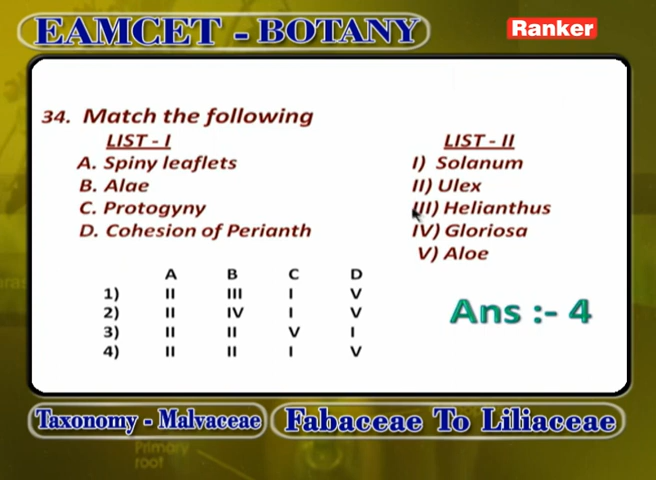 EAMCET - BOTANY
Ranker
34. Match the following
LIST - I
LIST - II
A. Spiny leaflets
I) Solanum
B. Alae
II) Ulex
C. Protogyny
III) Helianthus
D. Cohesion of Perianth
IV) Gloriosa
V) Aloe
A B C D
1) II III I V
2) II IV I V
3) II II V I
4) II II I V
Ans :- 4
Taxonomy - Malvaceae
Fabaceae To Liliaceae
Primary
root